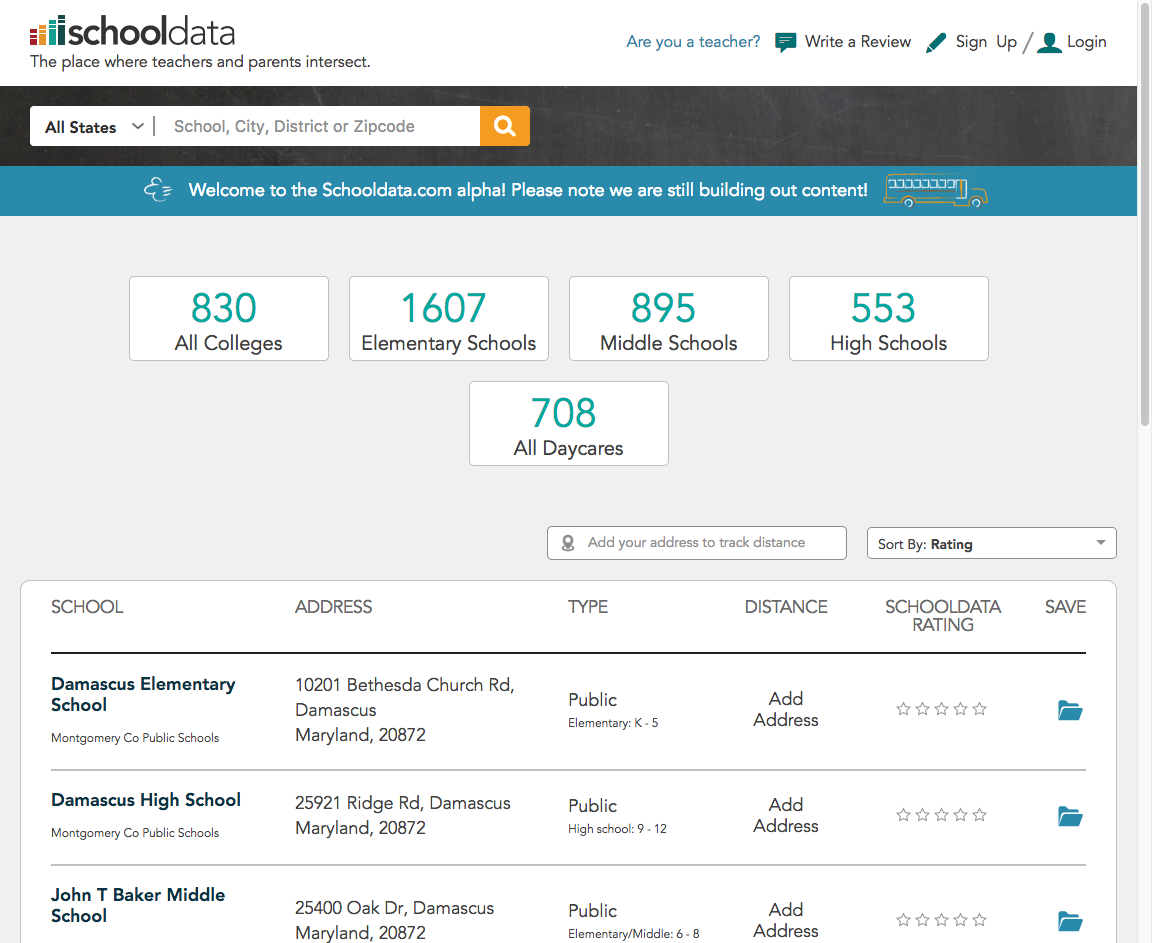 schooldata
The place where teachers and parents intersect.
Are you a teacher? Write a Review Sign Up / Login
All States School, City, District or Zipcode
Welcome to the Schooldata.com alpha! Please note we are still building out content!
830
All Colleges
1607
Elementary Schools
895
Middle Schools
553
High Schools
708
All Daycares
Add your address to track distance
Sort By: Rating
SCHOOL ADDRESS TYPE DISTANCE SCHOOLDATA SAVE
RATING
Damascus Elementary
School
Montgomery Co Public Schools
10201 Bethesda Church Rd,
Damascus
Maryland, 20872
Public
Elementary: K - 5
Add
Address
Damascus High School
Montgomery Co Public Schools
25921 Ridge Rd, Damascus
Maryland, 20872
Public
High school: 9 - 12
Add
Address
John T Baker Middle
School
25400 Oak Dr, Damascus
Maryland, 20872
Public
Elementary/Middle: 6 - 8
Add
Address